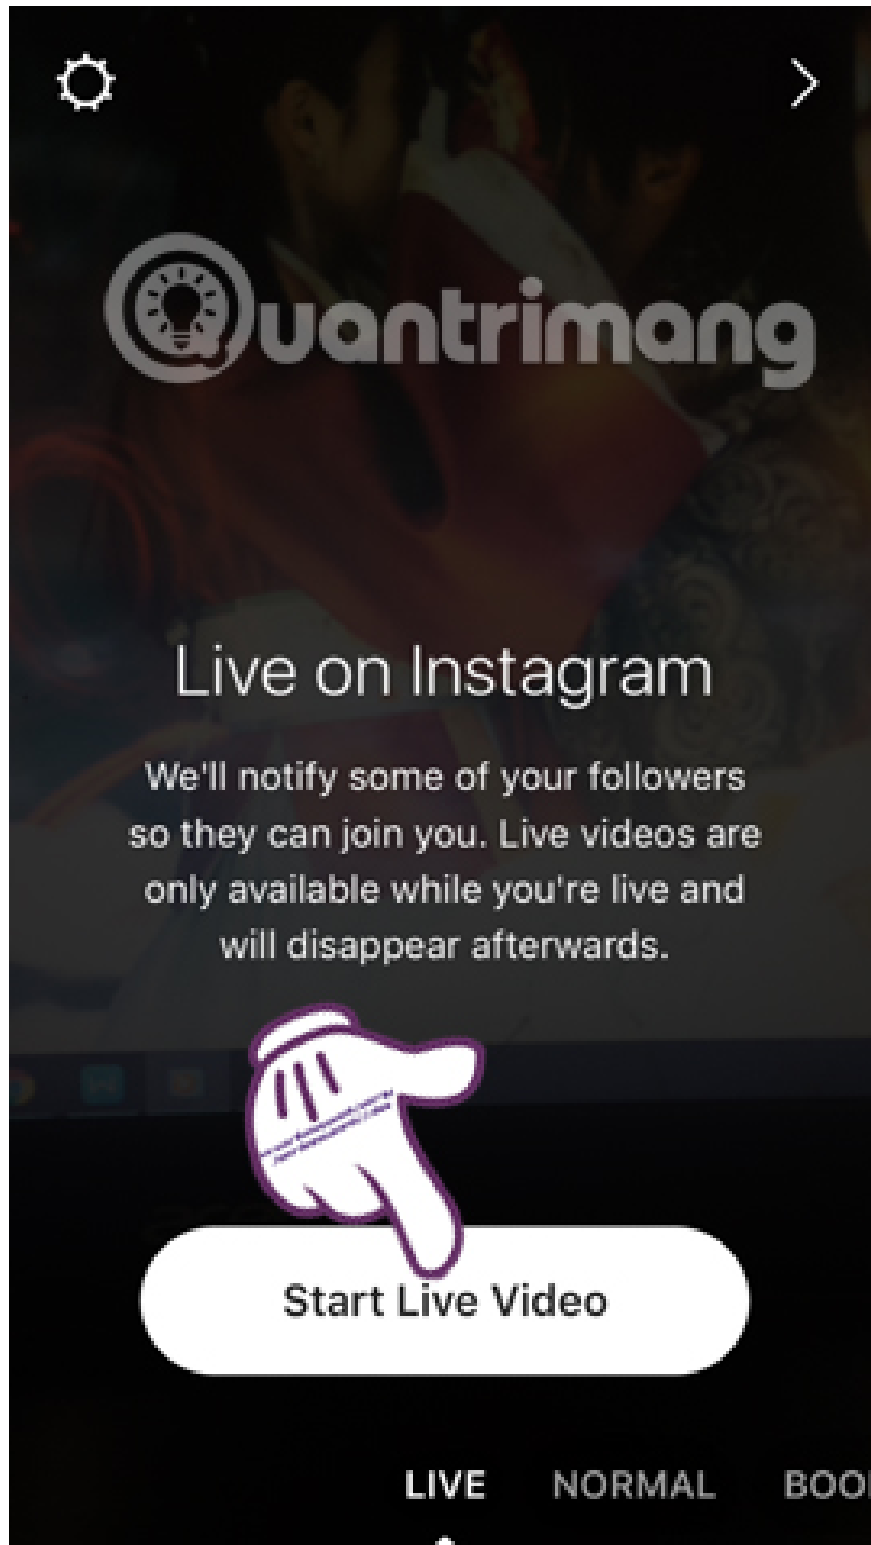 Quantrimang
Live on Instagram
We'll notify some of your followers
so they can join you. Live videos are
only available while you're live and
will disappear afterwards.
Start Live Video
LIVE NORMAL BOO